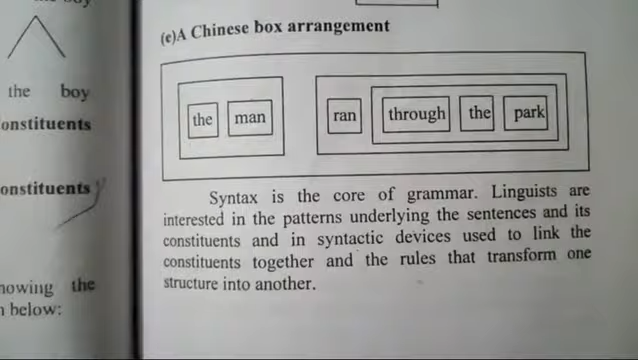 the boy
onstituents
onstituents
nowing the
below:
(e)A Chinese box arrangement
the man ran through the park
Syntax is the core of grammar. Linguists are
interested in the patterns underlying the sentences and its
constituents and in syntactic devices used to link the
constituents together and the rules that transform one
structure into another.